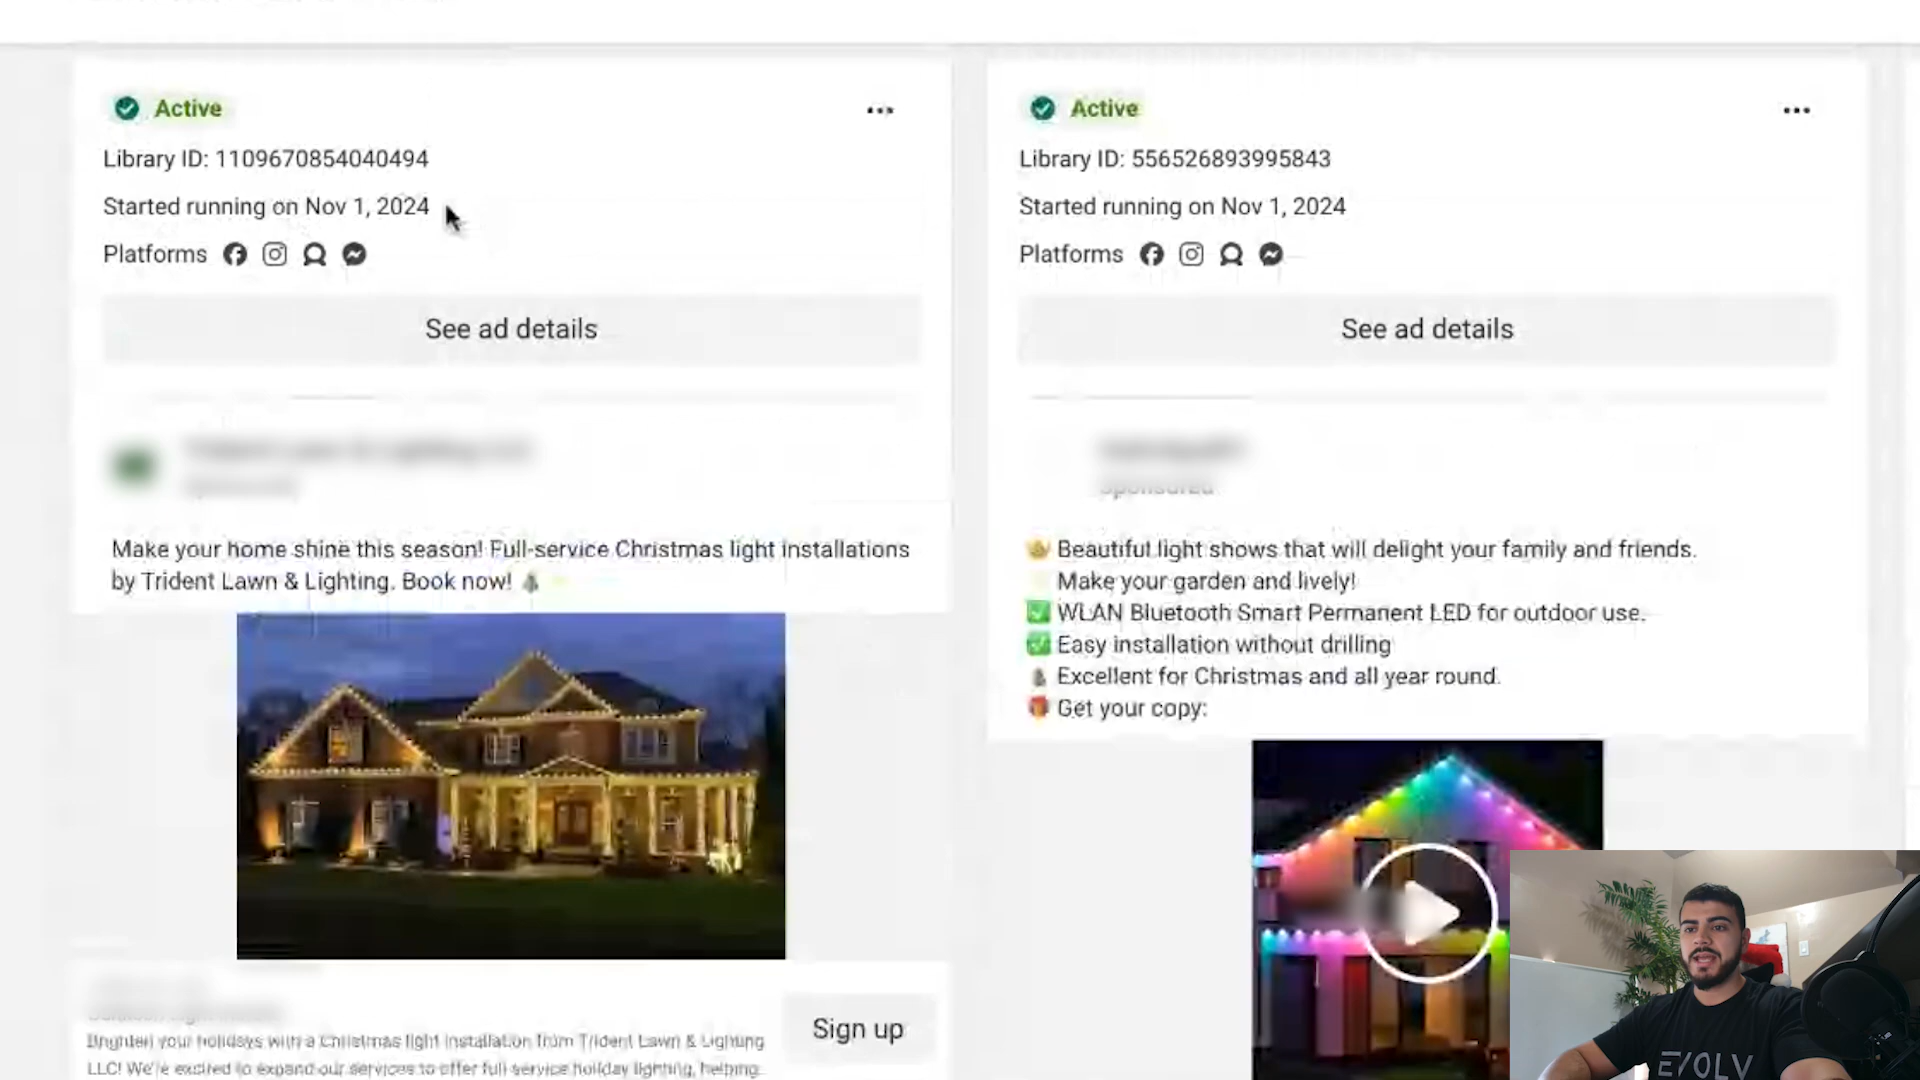 Active
Library ID: 1109670854040494
Started running on Nov 1, 2024
Platforms
See ad details
Make your home shine this season! Full-service Christmas light installations
by Trident Lawn & Lighting. Book now!
Brighten your holidays with a Christmas light installation from Trident Lawn & Lighting
LLC! We're excited to expand our services to offer full-service holiday lighting, helping
Sign up
Active
Library ID: 556526893995843
Started running on Nov 1, 2024
Platforms
See ad details
Sponsored
Beautiful light shows that will delight your family and friends.
Make your garden and lively!
WLAN Bluetooth Smart Permanent LED for outdoor use.
Easy installation without drilling
Excellent for Christmas and all year round.
Get your copy:
EVOLV